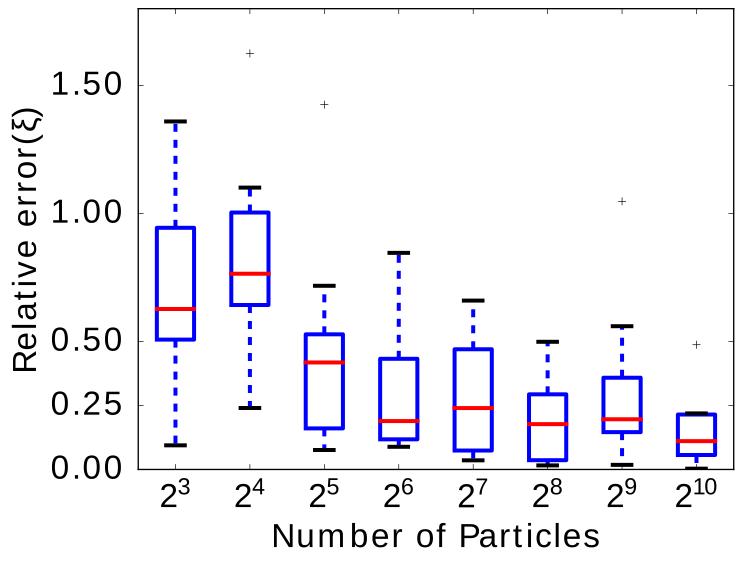 Relative error(ξ)
1.50
1.00
0.50
0.25
0.00
2³ 2⁴ 2⁵ 2⁶ 2⁷ 2⁸ 2⁹ 2¹⁰
Number of Particles